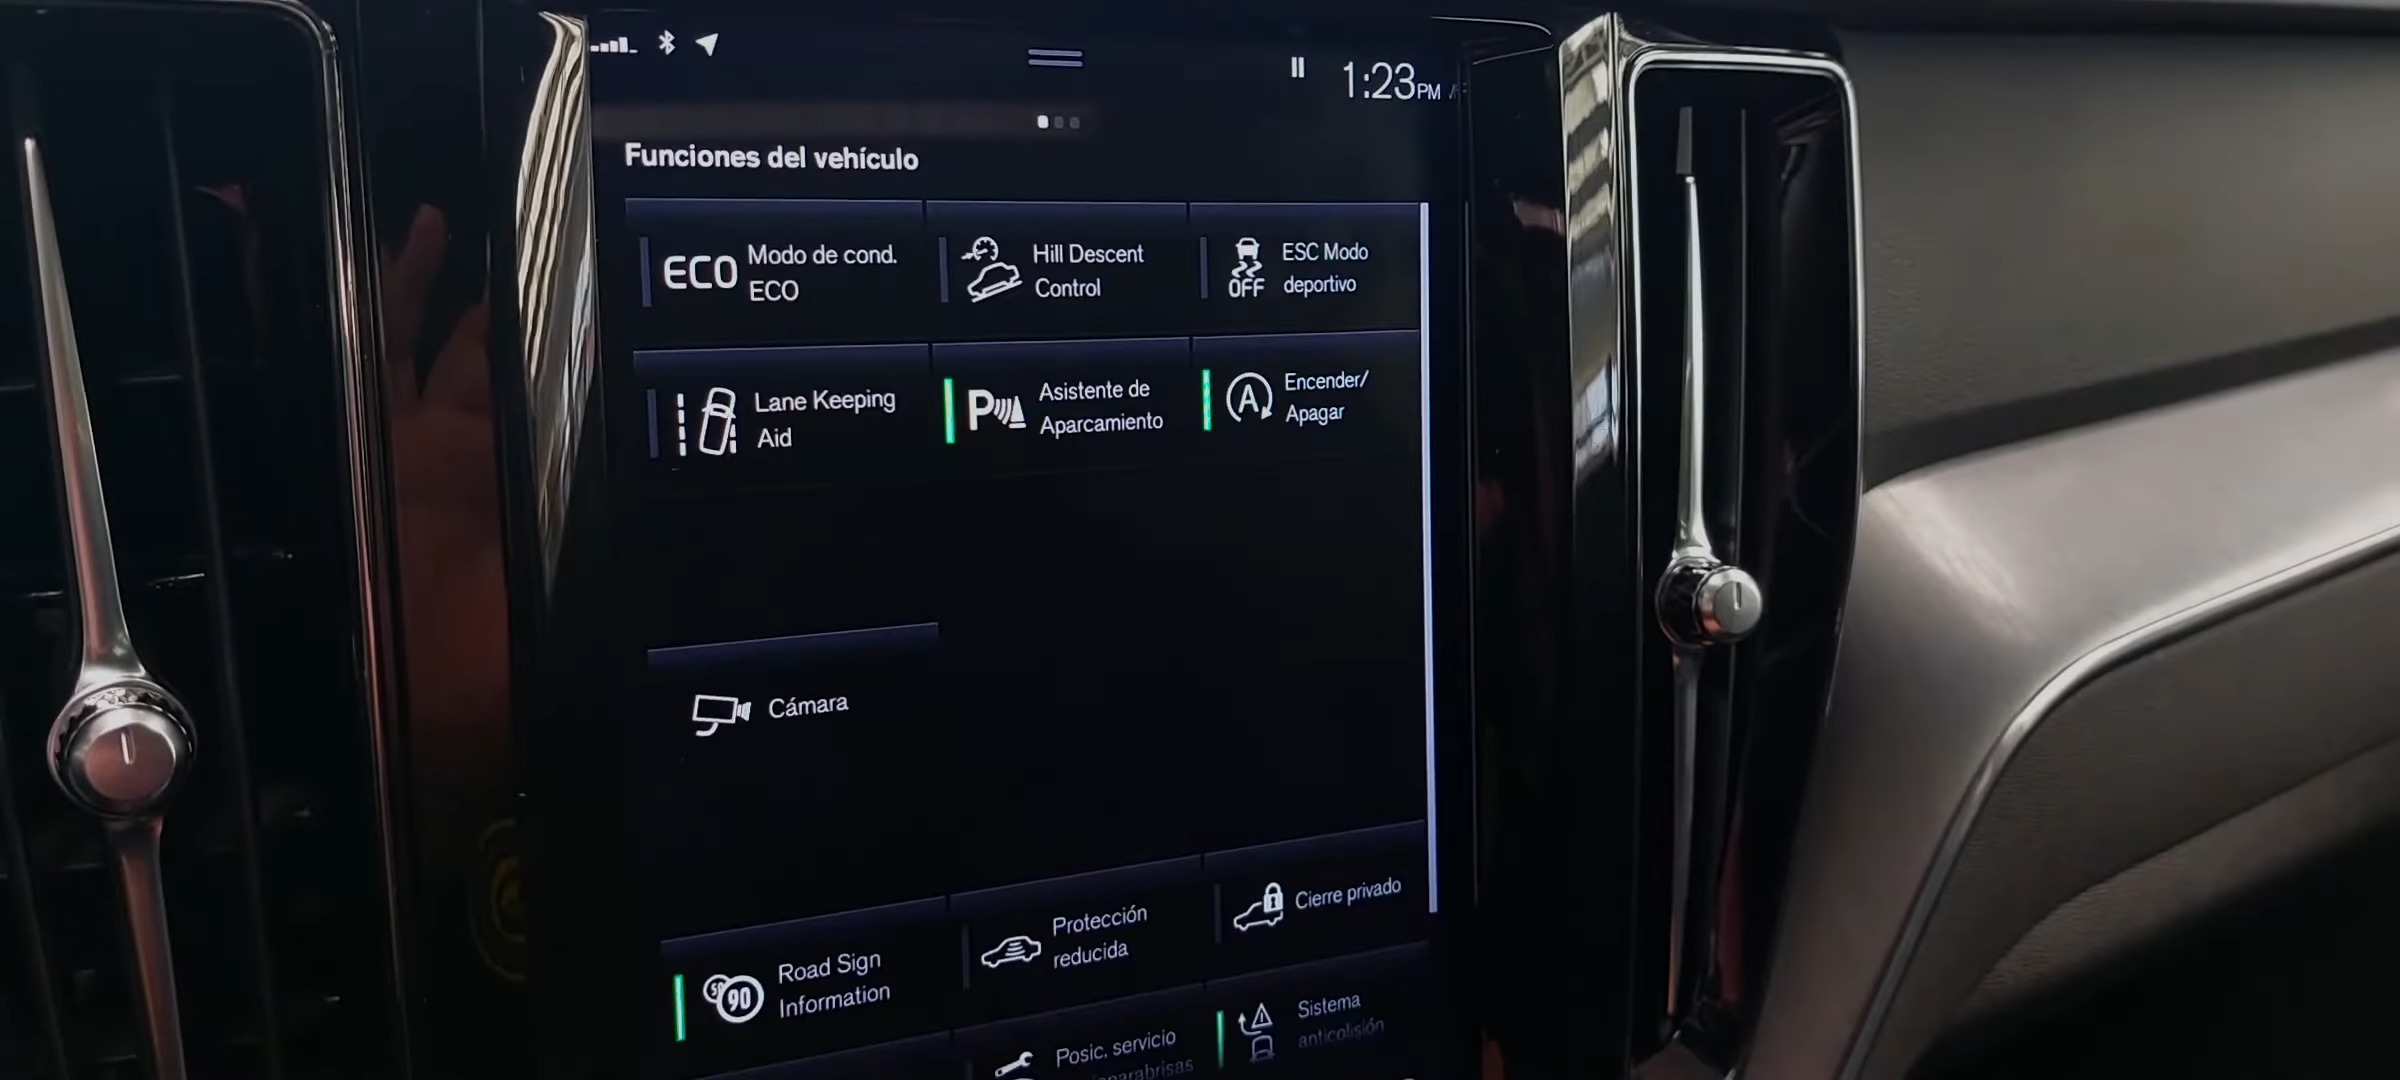 1:23PM
Funciones del vehículo
ECO
Modo de cond.
ECO
Hill Descent
Control
OFF
ESC Modo
deportivo
Lane Keeping
Aid
P
Asistente de
Aparcamiento
A
Encender/
Apagar
Cámara
90
Road Sign
Information
Protección
reducida
Cierre privado
Posic. servicio
Sistema
anticolisión